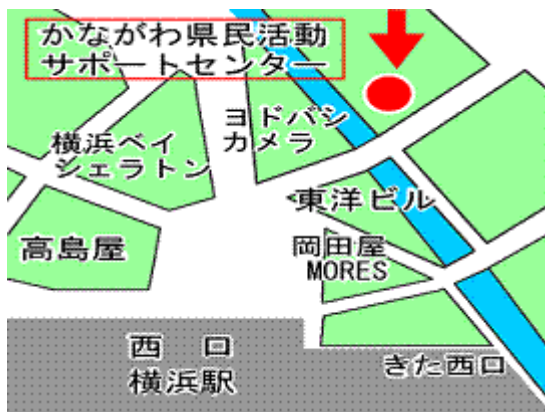 かながわ県民活動
サポートセンター
ヨドバシ
カメラ
横浜ベイ
シェラトン
東洋ビル
高島屋
岡田屋
MORES
西 口
横浜駅
きた西口